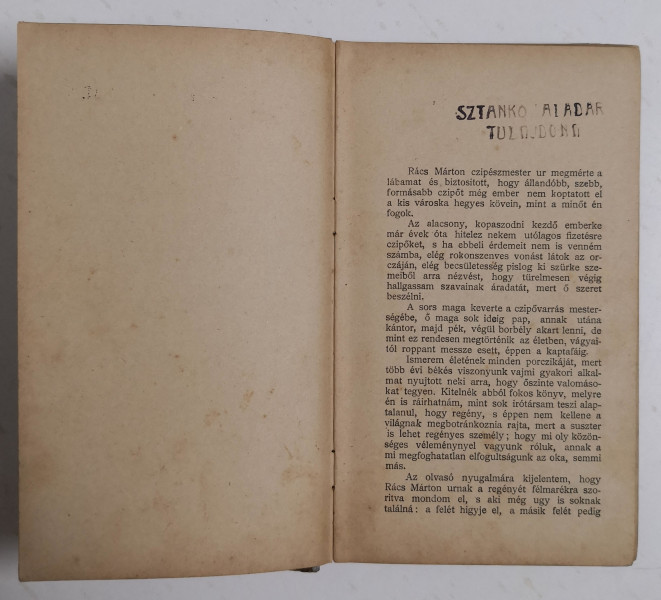 SZTANKO ALADAR
TULAJDONA
Rács Márton czipészmester ur megmérte a
lábamat és biztositott, hogy állandóbb, szebb,
formásabb czipőt még ember nem koptatott el
a kis városka hegyes kövein, mint a minőt én
fogok.
Az alacsony, kopaszodni kezdő emberke
már évek óta hitelez nekem utólagos fizetésre
czipőket, s ha ebbeli érdemeit nem is venném
számba, elég rokonszenves vonást látok az or-
czáján, elég becsületesség pislog ki szürke sze-
meiből arra nézvést, hogy türelmesen végig
hallgassam szavainak áradatát, mert ő szeret
beszélni.
A sors maga keverte a czipővarrás mester-
ségébe, ő maga sok ideig pap, annak utána
kántor, majd pék, végül borbély akart lenni, de
mint ez rendesen megtörténik az életben, vágyai-
tól roppant messze esett, éppen a kaptafáig.
Ismerem életének minden porczikáját, mert
több évi békés viszonyunk vajmi gyakori alkal-
mat nyujtott neki arra, hogy őszinte valomáso-
kat tegyen. Kitelnék abból fokos könyv, melyre
én is ráirhatnám, mint sok irótársam teszi alap-
talanul, hogy regény, s éppen nem kellene a
világnak megbotránkoznia rajta, mert a suszter
is lehet regényes személy; hogy mi oly közön-
séges véleménynyel vagyunk róluk, annak a
mi megfoghatatlan elfogultságunk az oka, semmi
más.
Az olvasó nyugalmára kijelentem, hogy
Rács Márton urnak a regényét félmarékra szo-
ritva mondom el, s aki még ugy is soknak
találná: a felét higyje el, a másik felét pedig